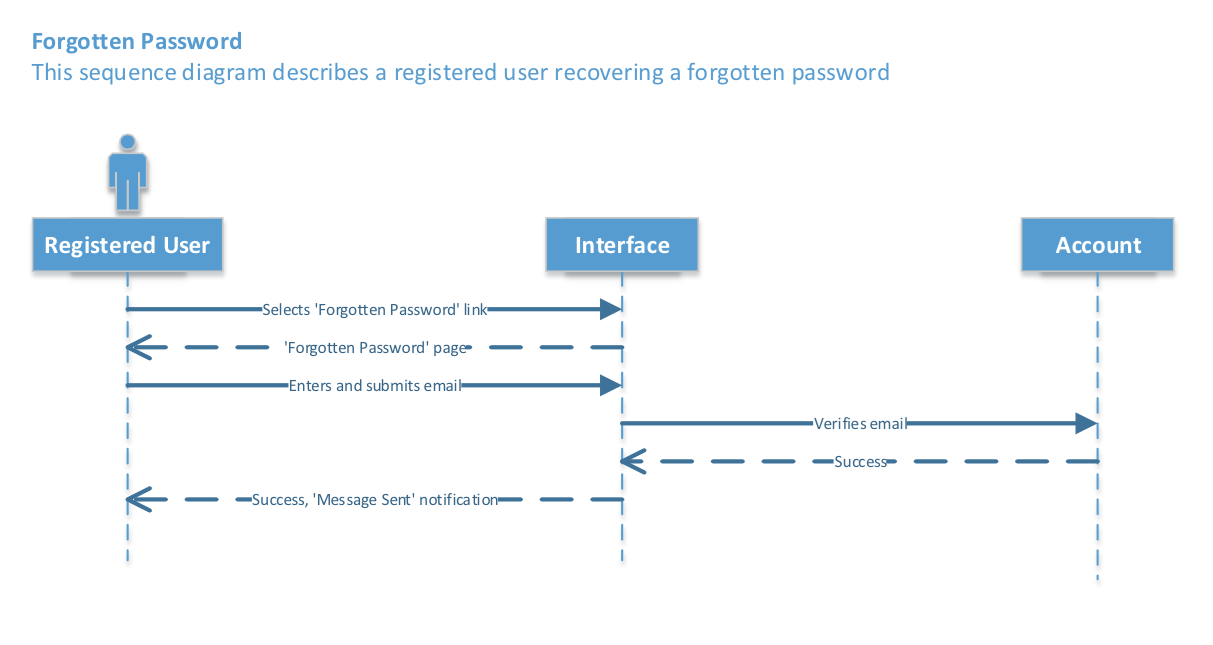 Forgotten Password
This sequence diagram describes a registered user recovering a forgotten password
Registered User
Interface
Account
Selects 'Forgotten Password' link
'Forgotten Password' page
Enters and submits email
Verifies email
Success
Success, 'Message Sent' notification